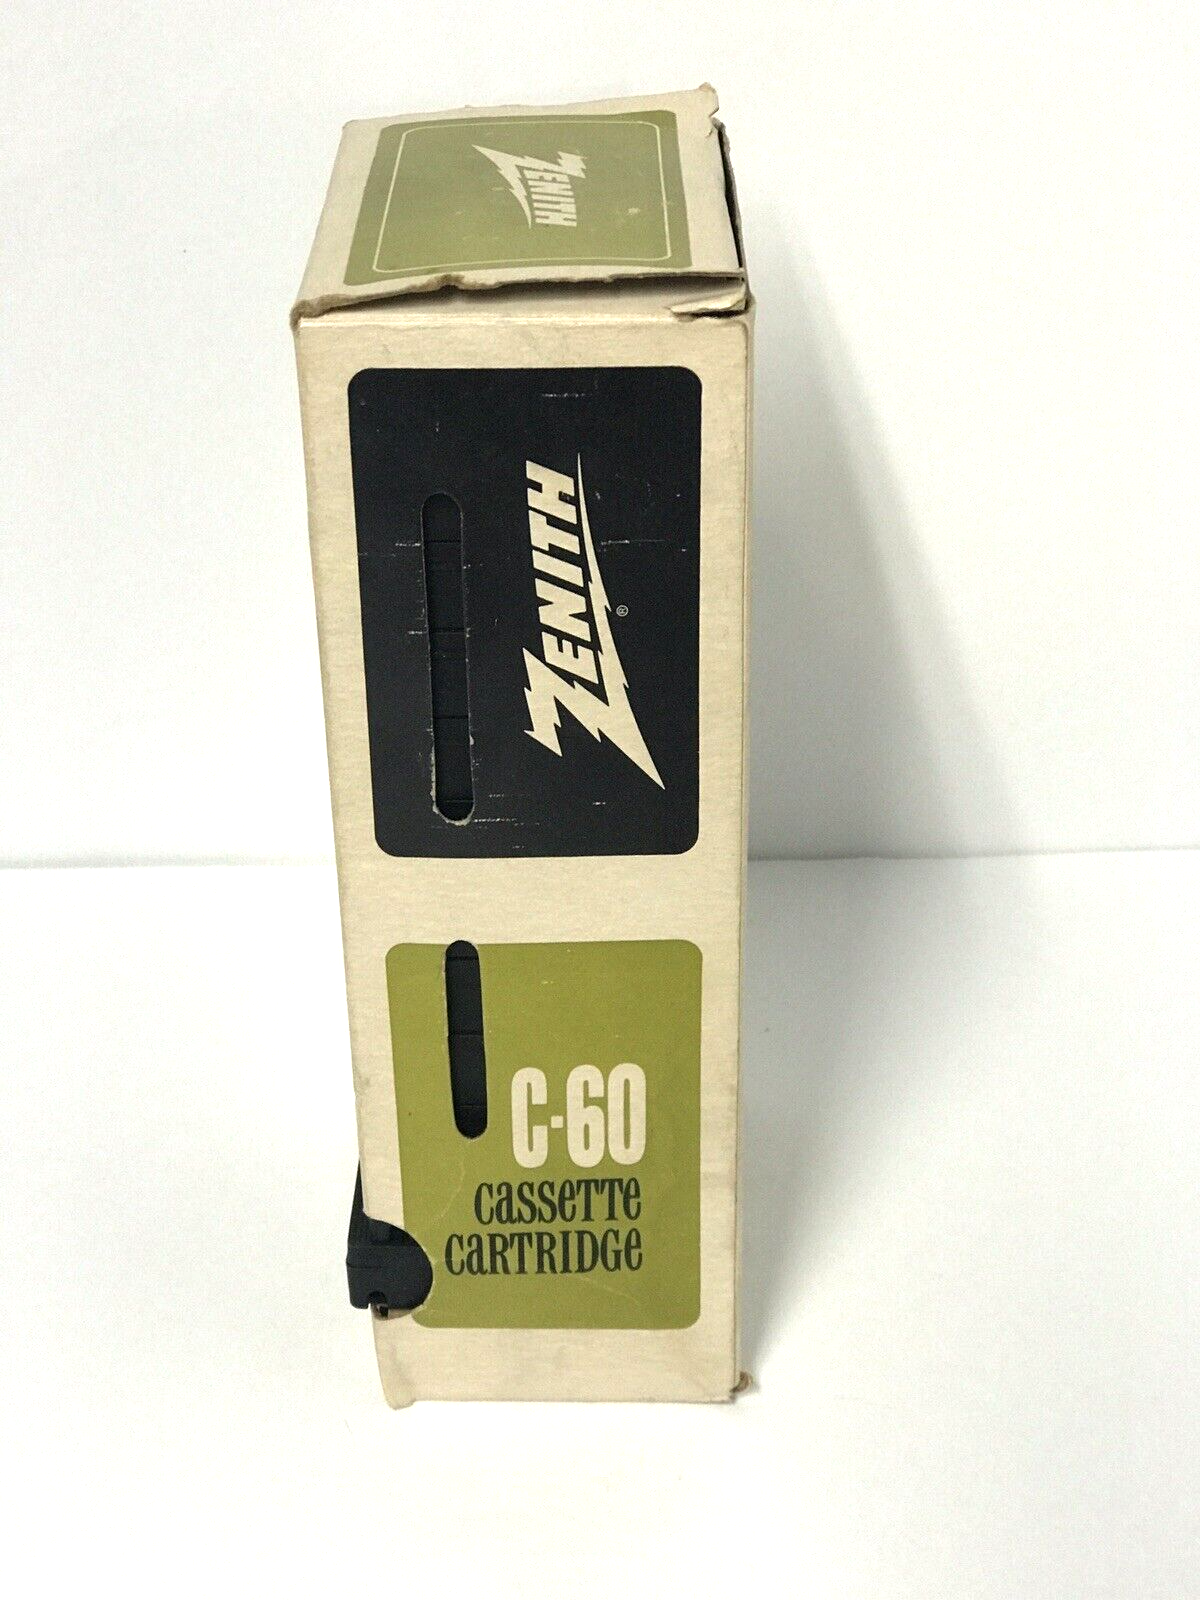 ZENITH
ZENITH®
C-60
CASSETTE
CARTRIDGE